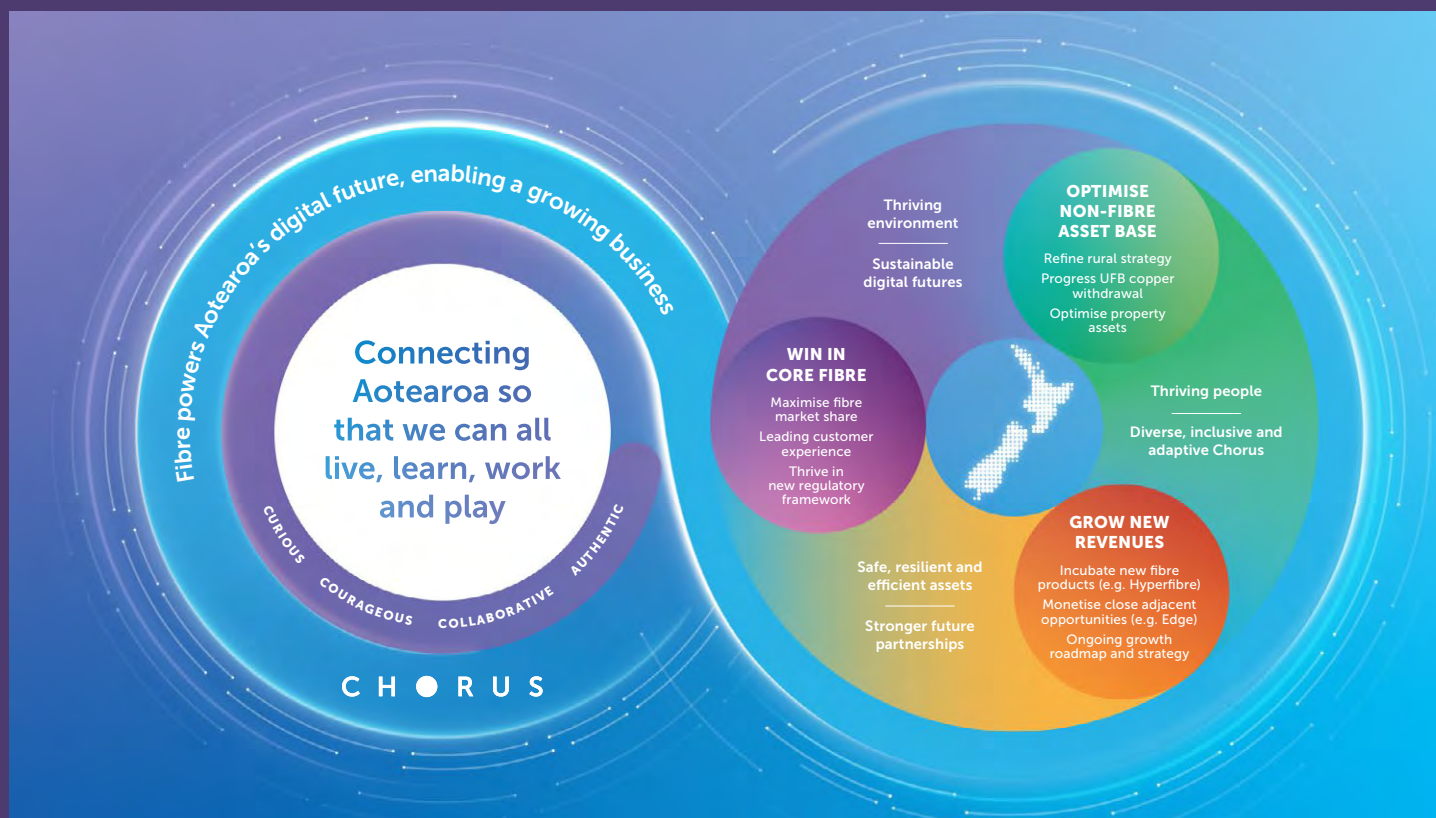 Fibre powers Aotearoa's digital future, enabling a growing business
Connecting
Aotearoa so
that we can all
live, learn, work
and play
CURIOUS
COURAGEOUS
COLLABORATIVE
AUTHENTIC
CHORUS
Thriving
environment
Sustainable
digital futures
OPTIMISE
NON-FIBRE
ASSET BASE
Refine rural strategy
Progress UFB copper
withdrawal
Optimise property
assets
WIN IN
CORE FIBRE
Maximise fibre
market share
Leading customer
experience
Thrive in
new regulatory
framework
Thriving people
Diverse, inclusive and
adaptive Chorus
Safe, resilient and
efficient assets
Stronger future
partnerships
GROW NEW
REVENUES
Incubate new fibre
products (e.g. Hyperfibre)
Monetise close adjacent
opportunities (e.g. Edge)
Ongoing growth
roadmap and strategy